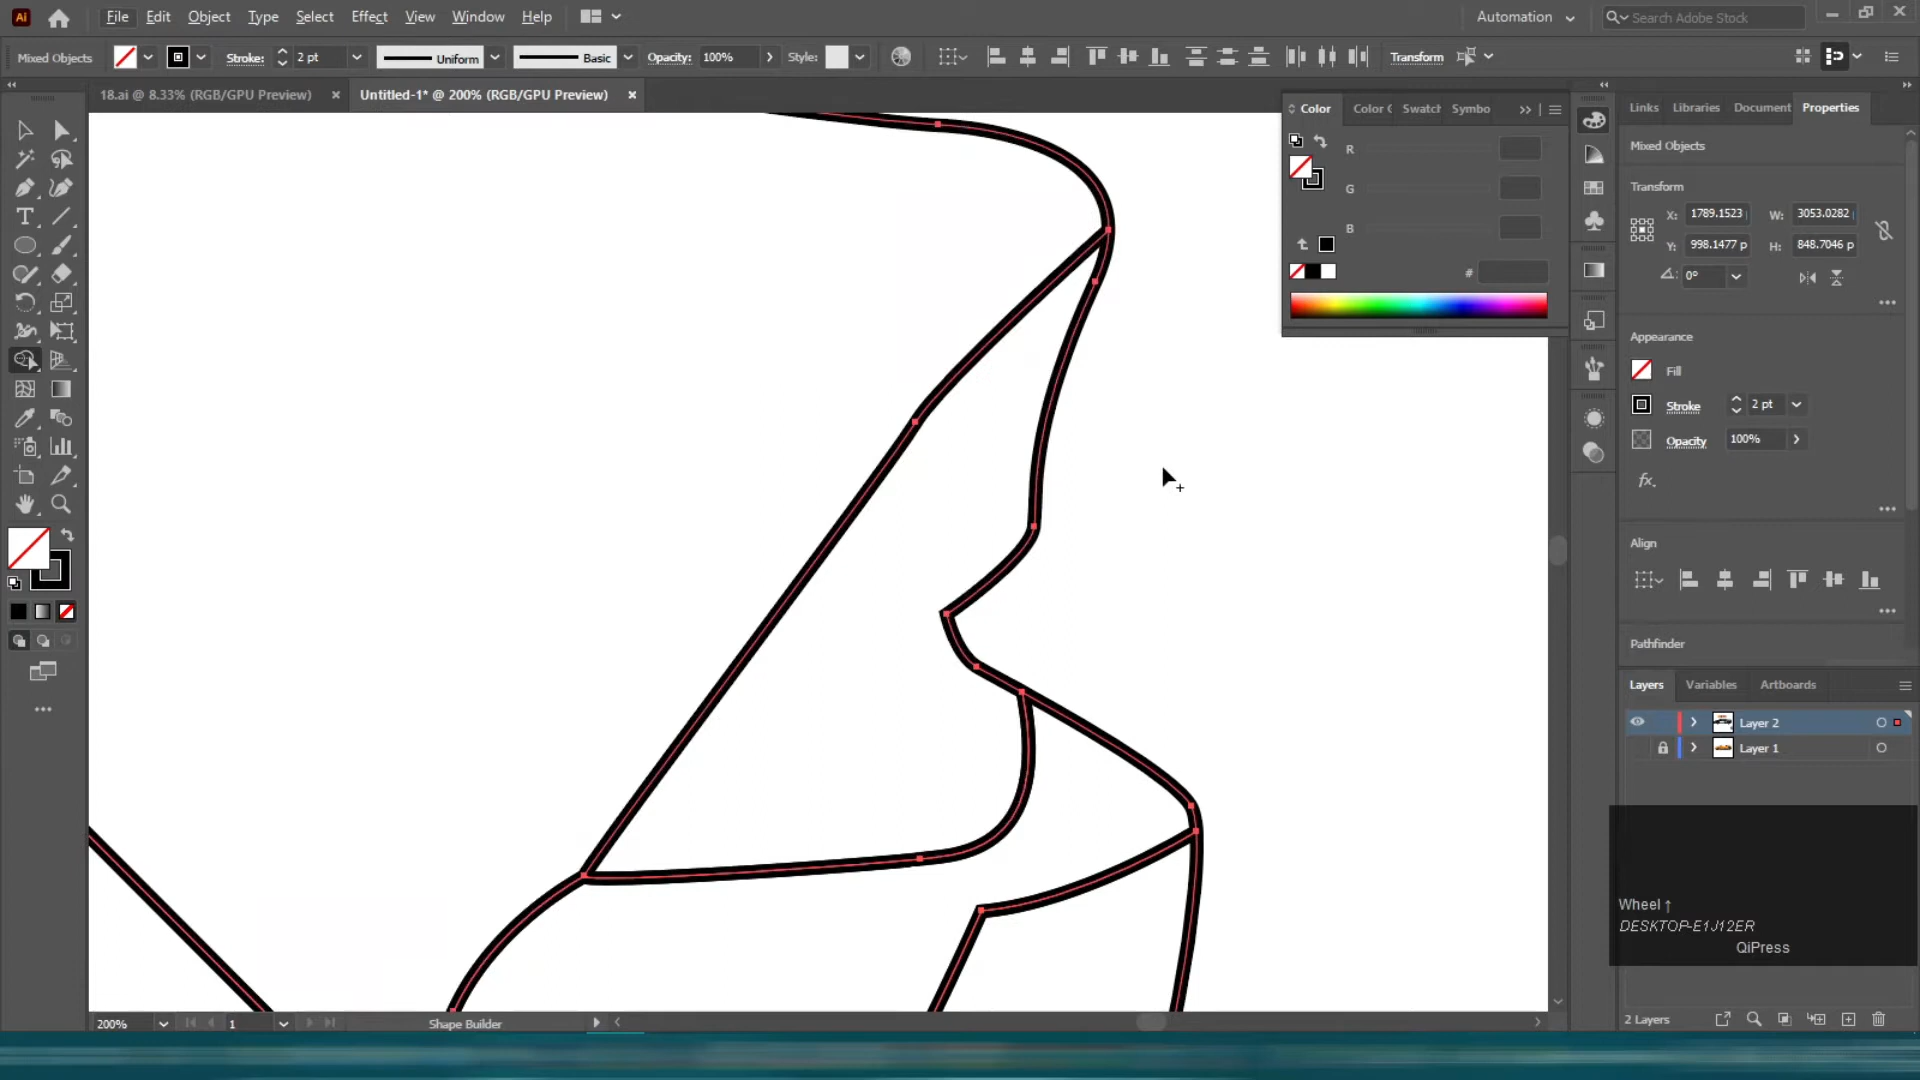 Ai File Edit Object Type Select Effect View Window Help Automation Search Adobe Stock
Mixed Objects Stroke: 2 pt Uniform Basic Opacity: 100% Style: Transform
18.ai @ 8.33% (RGB/GPU Preview) × Untitled-1* @ 200% (RGB/GPU Preview) ×
Color Color Swatch Symbo
R
G
B
#
Links Libraries Document Properties
Mixed Objects
Transform
X: 1789.1523 W: 3053.0282
Y: 998.1477 p H: 848.7046 p
0°
Appearance
Fill
Stroke 2 pt
Opacity 100%
fx.
Align
Pathfinder
Layers Variables Artboards
Layer 2
Layer 1
Wheel ↑
DESKTOP-E1J12ER
QiPress
2 Layers
200% 1 Shape Builder